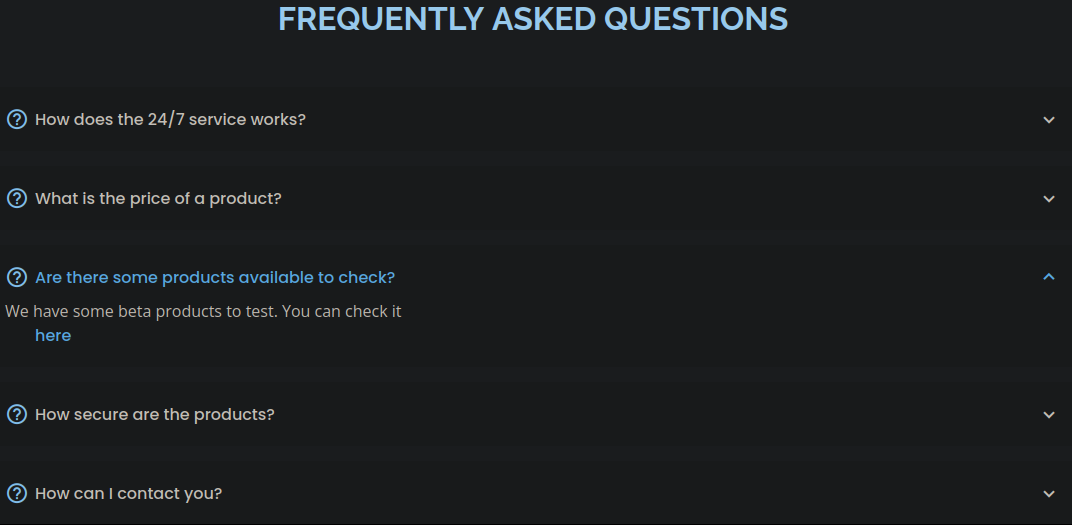 FREQUENTLY ASKED QUESTIONS
How does the 24/7 service works?
What is the price of a product?
Are there some products available to check?
We have some beta products to test. You can check it
here
How secure are the products?
How can I contact you?